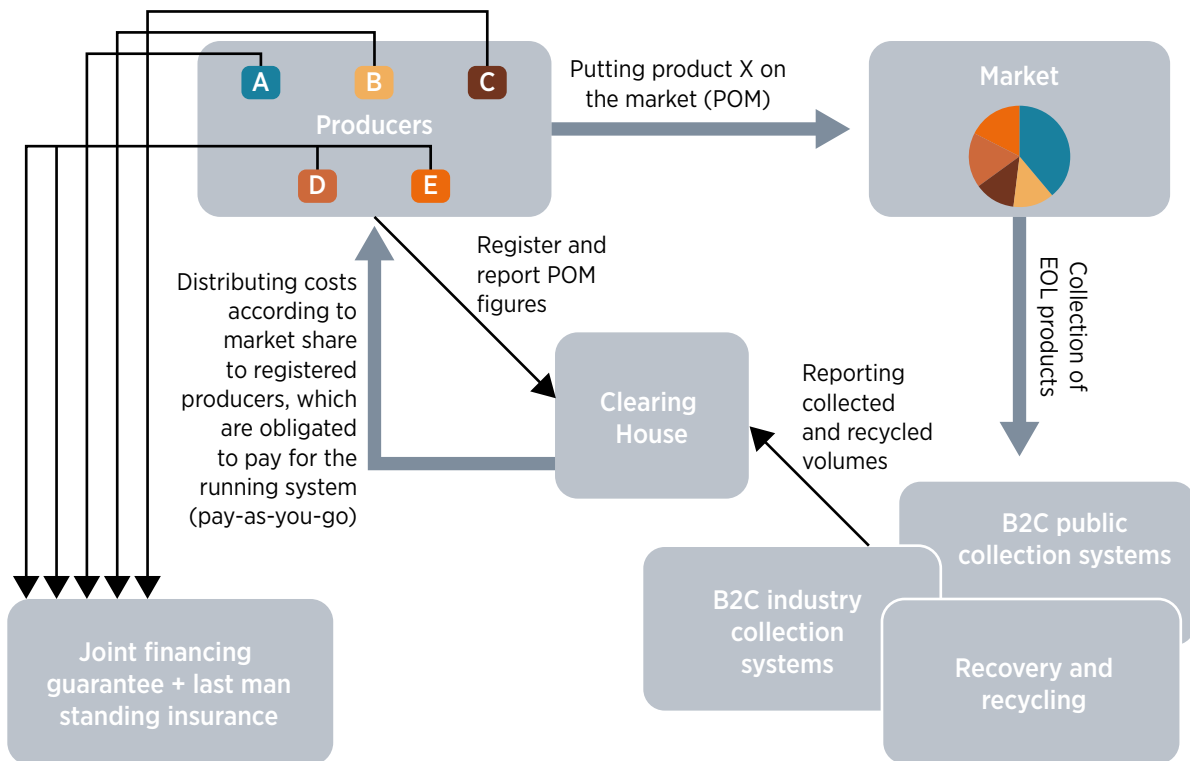 A
B
C
Producers
D
E
Putting product X on
the market (POM)
Market
Register and
report POM
figures
Distributing costs
according to
market share
to registered
producers, which
are obligated
to pay for the
running system
(pay-as-you-go)
Collection of
EOL products
Clearing
House
Reporting
collected
and recycled
volumes
B2C public
collection systems
B2C industry
collection
systems
Recovery and
recycling
Joint financing
guarantee + last man
standing insurance